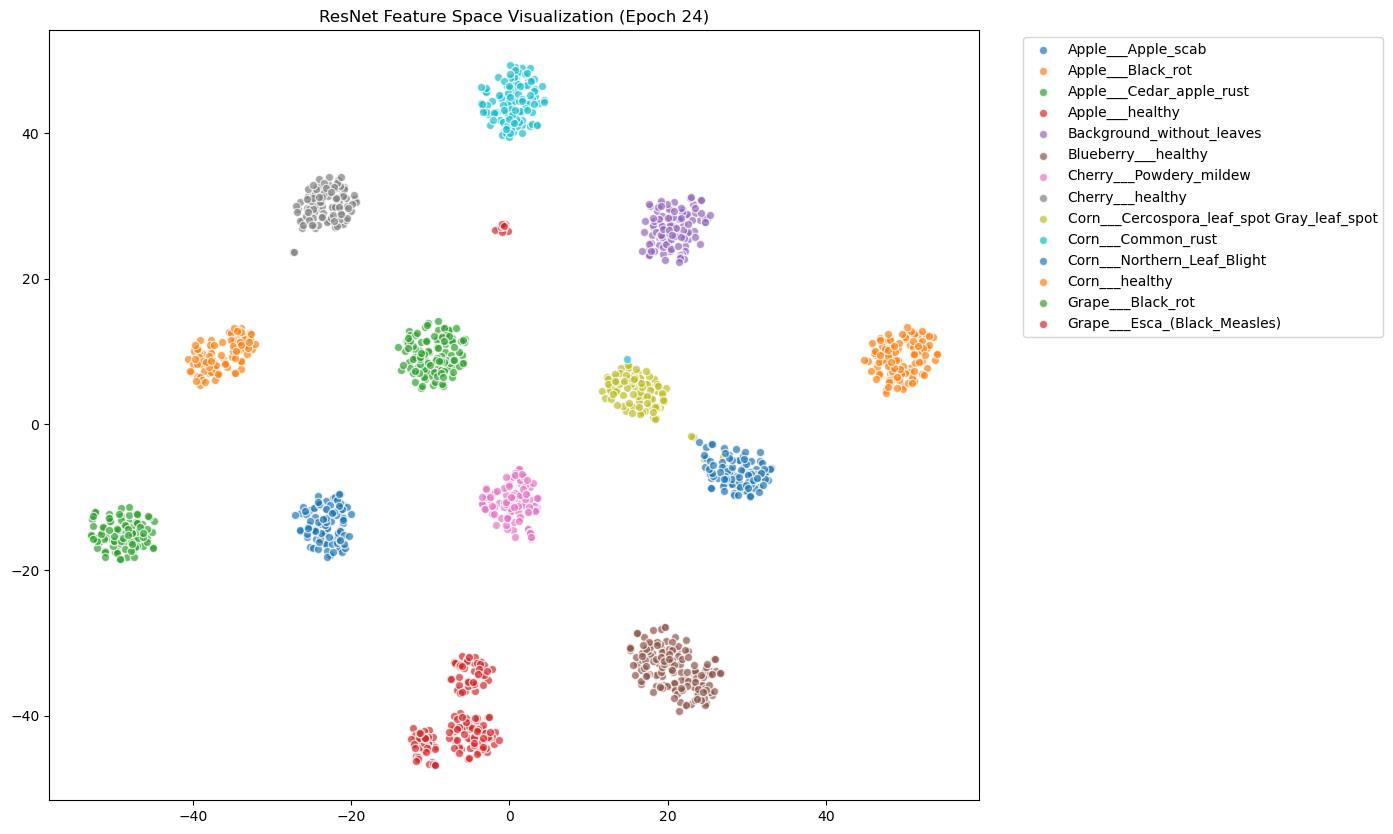 ResNet Feature Space Visualization (Epoch 24)
Apple___Apple_scab
Apple___Black_rot
Apple___Cedar_apple_rust
Apple___healthy
Background_without_leaves
Blueberry___healthy
Cherry___Powdery_mildew
Cherry___healthy
Corn___Cercospora_leaf_spot Gray_leaf_spot
Corn___Common_rust
Corn___Northern_Leaf_Blight
Corn___healthy
Grape___Black_rot
Grape___Esca_(Black_Measles)
40
20
0
−20
−40
−40
−20
0
20
40